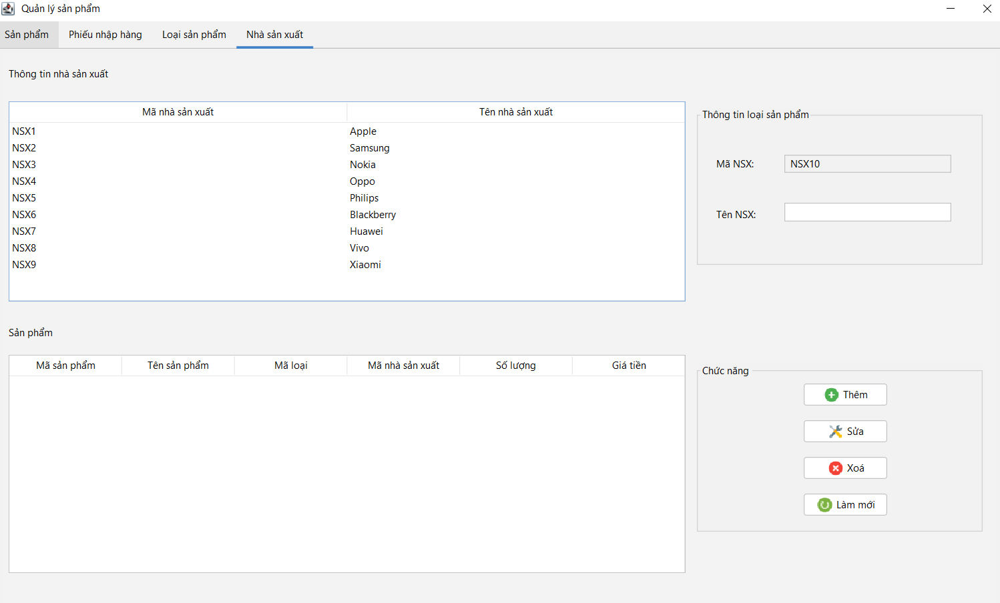 Quản lý sản phẩm
Sản phẩm Phiếu nhập hàng Loại sản phẩm Nhà sản xuất
Thông tin nhà sản xuất
Mã nhà sản xuất Tên nhà sản xuất
NSX1 Apple
NSX2 Samsung
NSX3 Nokia
NSX4 Oppo
NSX5 Philips
NSX6 Blackberry
NSX7 Huawei
NSX8 Vivo
NSX9 Xiaomi
Thông tin loại sản phẩm
Mã NSX: NSX10
Tên NSX:
Sản phẩm
Mã sản phẩm Tên sản phẩm Mã loại Mã nhà sản xuất Số lượng Giá tiền
Chức năng
Thêm
Sửa
Xoá
Làm mới